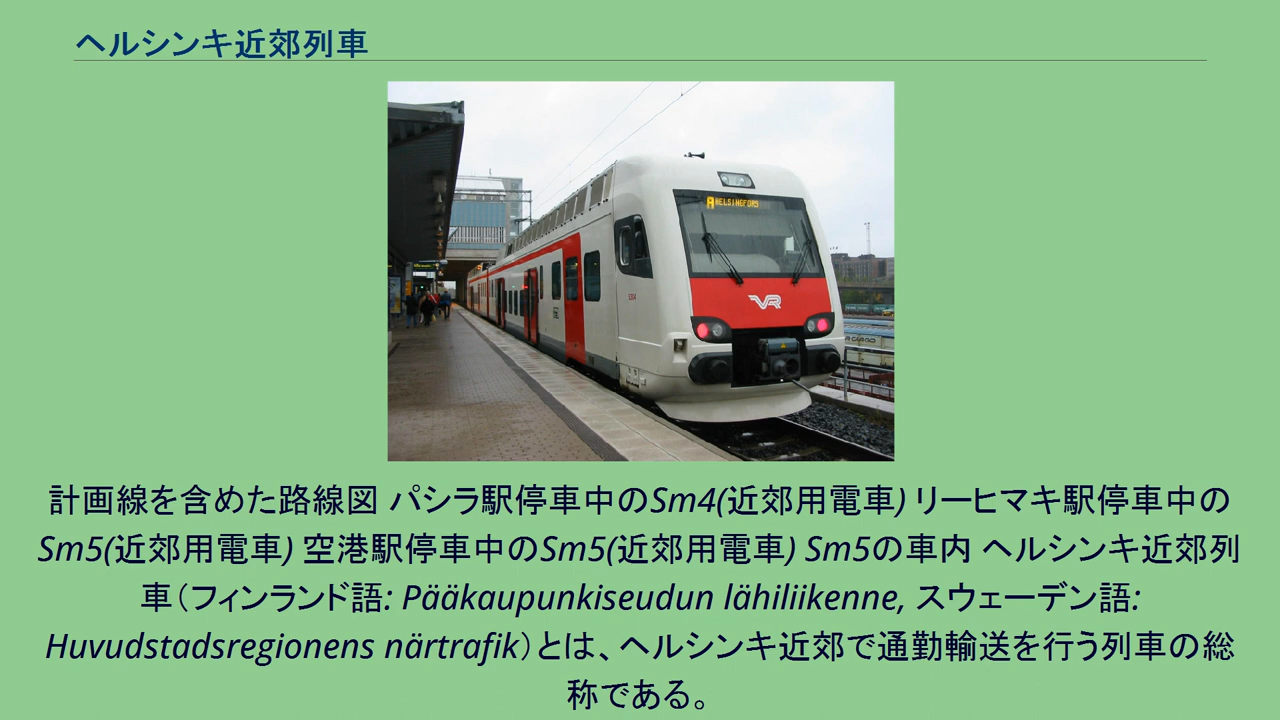 ヘルシンキ近郊列車
A HELSINGFORS
VR
計画線を含めた路線図 パシラ駅停車中のSm4(近郊用電車) リーヒマキ駅停車中の
Sm5(近郊用電車) 空港駅停車中のSm5(近郊用電車) Sm5の車内 ヘルシンキ近郊列
車（フィンランド語: Pääkaupunkiseudun lähiliikenne, スウェーデン語:
Huvudstadsregionens närtrafik）とは、ヘルシンキ近郊で通勤輸送を行う列車の総
称である。